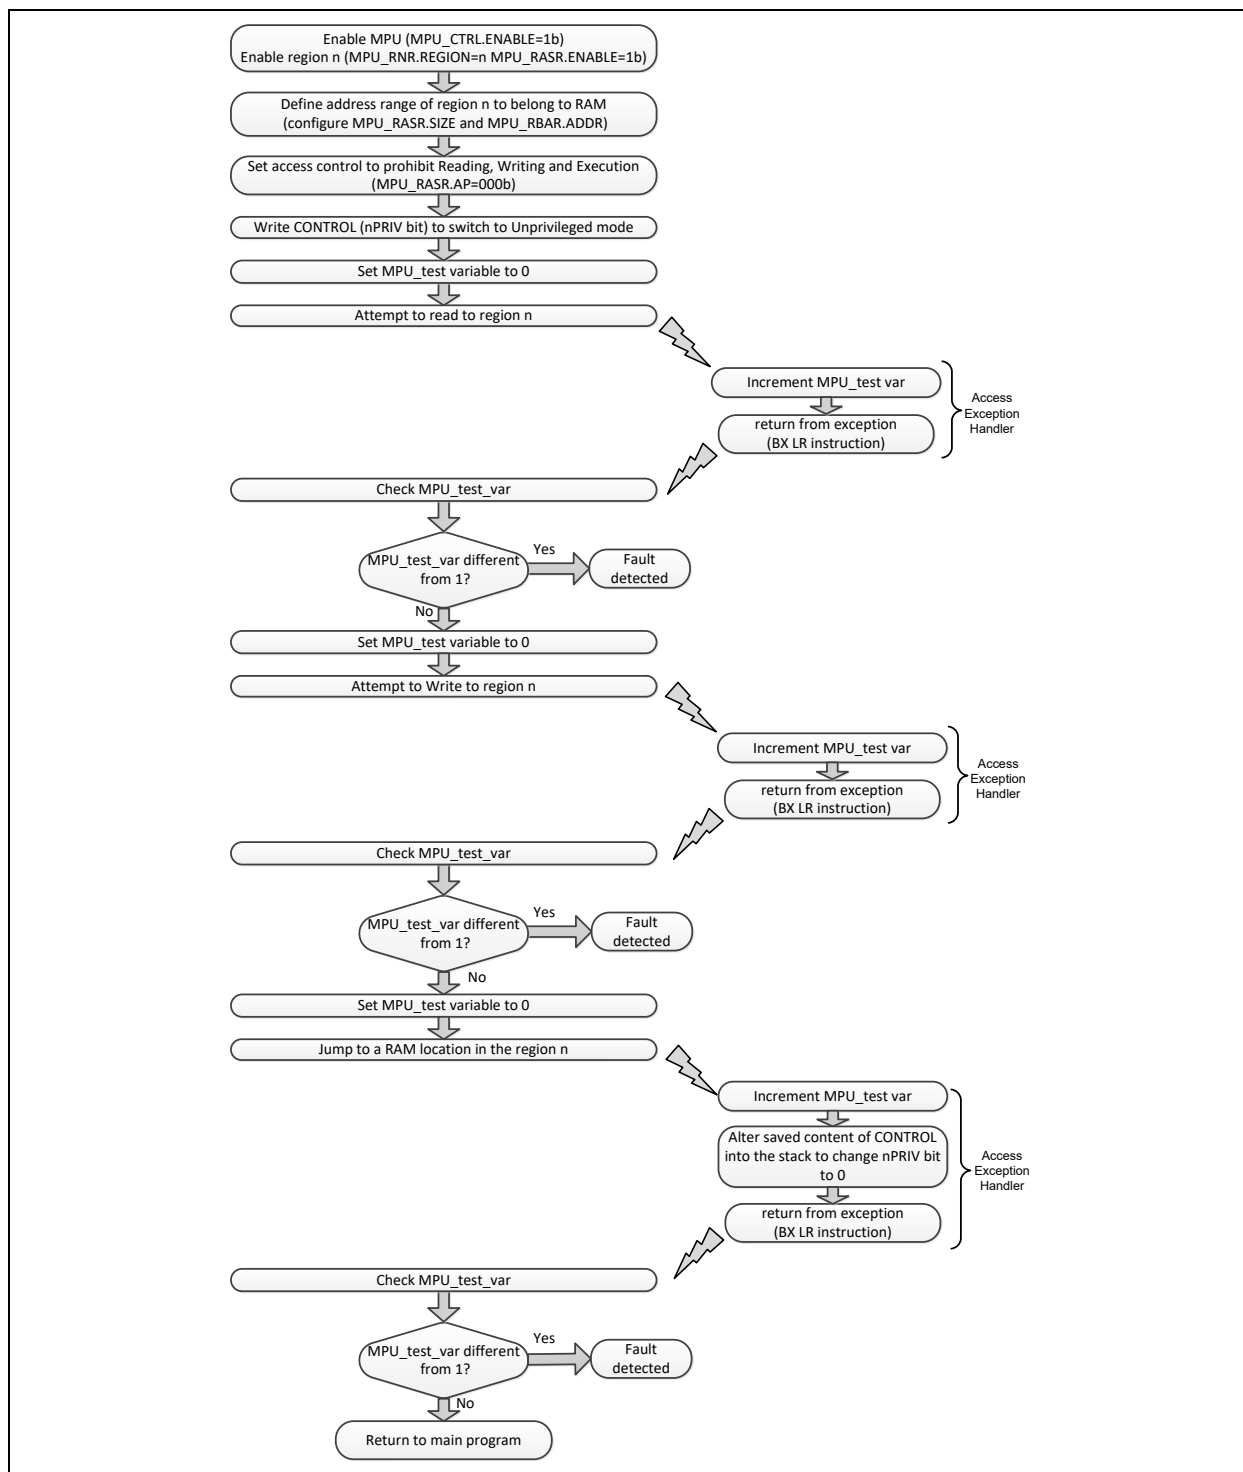 Enable MPU (MPU_CTRL.ENABLE=1b)
Enable region n (MPU_RNR.REGION=n MPU_RASR.ENABLE=1b)
Define address range of region n to belong to RAM
(configure MPU_RASR.SIZE and MPU_RBAR.ADDR)
Set access control to prohibit Reading, Writing and Execution
(MPU_RASR.AP=000b)
Write CONTROL (nPRIV bit) to switch to Unprivileged mode
Set MPU_test variable to 0
Attempt to read to region n
Increment MPU_test var
return from exception
(BX LR instruction)
Access
Exception
Handler
Check MPU_test_var
MPU_test_var different
from 1?
Yes
Fault
detected
No
Set MPU_test variable to 0
Attempt to Write to region n
Increment MPU_test var
return from exception
(BX LR instruction)
Access
Exception
Handler
Check MPU_test_var
MPU_test_var different
from 1?
Yes
Fault
detected
No
Set MPU_test variable to 0
Jump to a RAM location in the region n
Increment MPU_test var
Alter saved content of CONTROL
into the stack to change nPRIV bit
to 0
return from exception
(BX LR instruction)
Access
Exception
Handler
Check MPU_test_var
MPU_test_var different
from 1?
Yes
Fault
detected
No
Return to main program